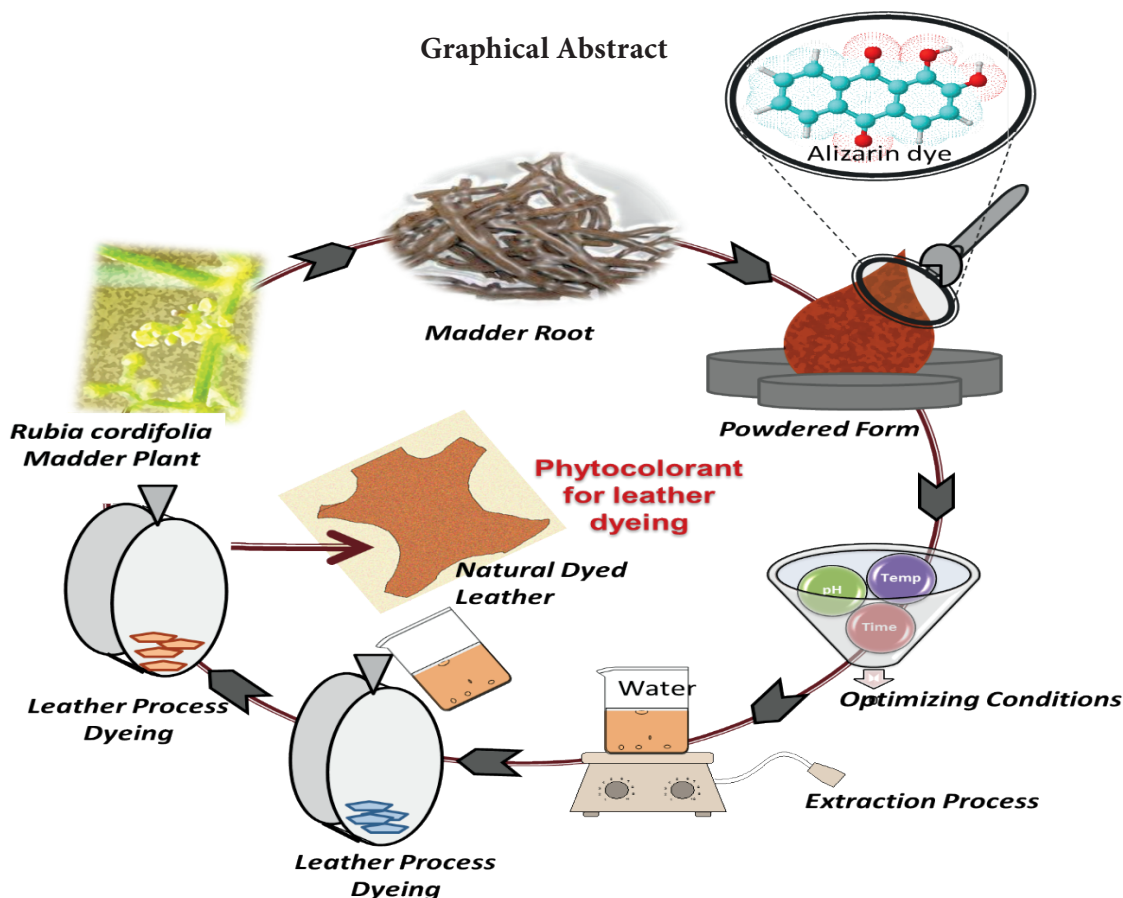 Graphical Abstract
Alizarin dye
Madder Root
Powdered Form
Rubia cordifolia
Madder Plant
Phytocolorant
for leather
dyeing
Natural Dyed
Leather
pH
Temp
Time
Optimizing Conditions
Water
Extraction Process
Leather Process
Dyeing
Leather Process
Dyeing